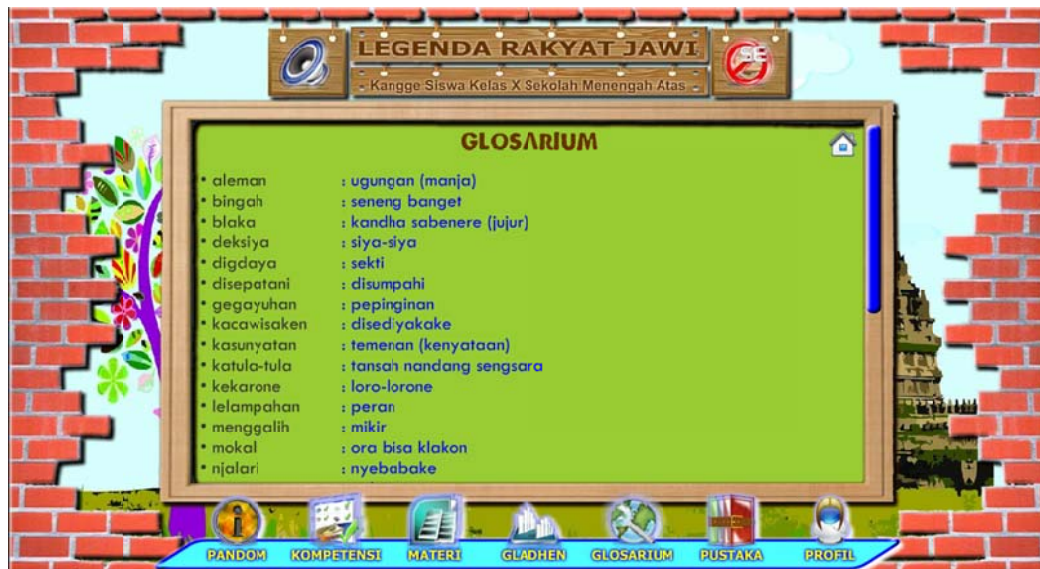 LEGENDA RAKYAT JAWI
SE
Kangge Siswa Kelas X Sekolah Menengah Atas
GLOSARIUM
• aleman : ugungan (manja)
• bingah : seneng banget
• blaka : kandha sabenere (jujur)
• deksiya : siya-siya
• digdaya : sekti
• disepatani : disumpahi
• gegayuhan : pepinginan
• kacawisaken : disediyakake
• kasunyatan : temenan (kenyataan)
• katula-tula : tansah nandang sengsara
• kekarone : loro-lorone
• lelampahan : peran
• menggalih : mikir
• mokal : ora bisa klakon
• njalari : nyebabake
PANDOM KOMPETENSI MATERI GLADHEN GLOSARIUM PUSTAKA PROFIL